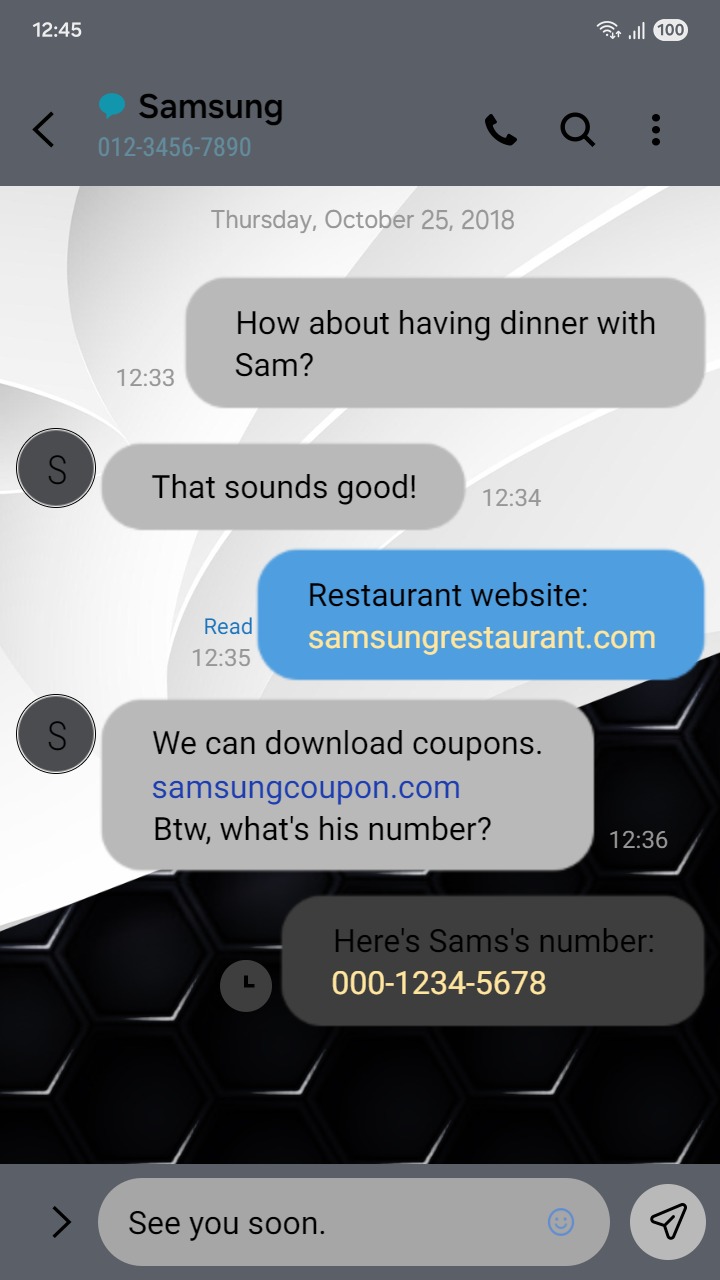 12:45
100
Samsung
012-3456-7890
Thursday, October 25, 2018
How about having dinner with
Sam?
12:33
S
That sounds good!
12:34
Restaurant website:
samsungrestaurant.com
Read
12:35
S
We can download coupons.
samsungcoupon.com
Btw, what's his number?
12:36
Here's Sams's number:
000-1234-5678
See you soon.